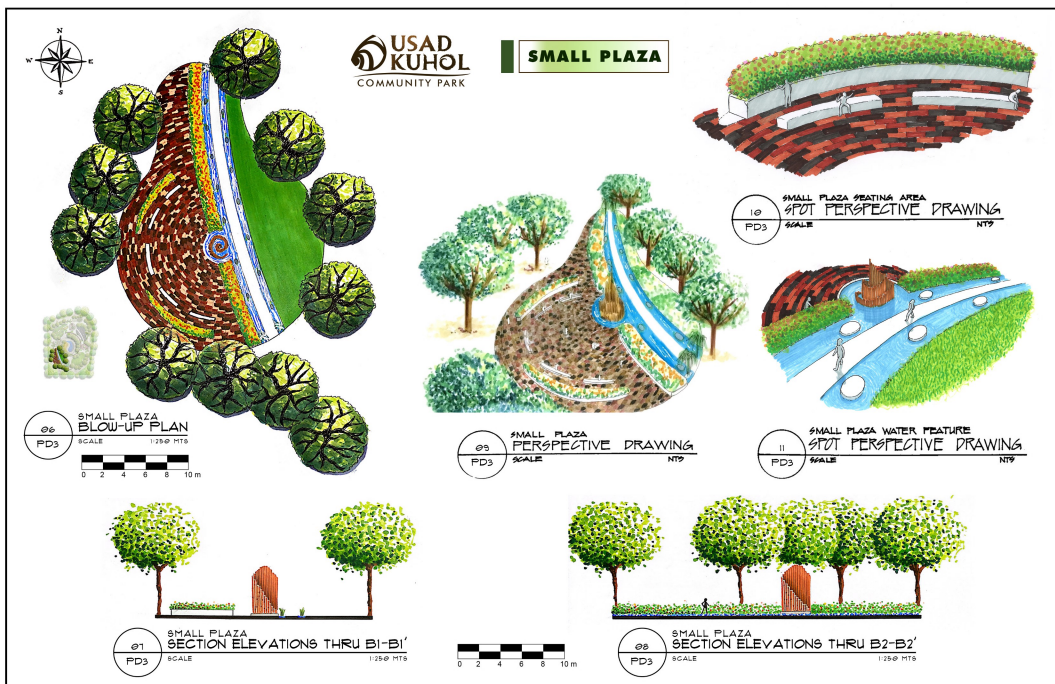 N
W E
S
USAD
KUHOL
COMMUNITY PARK
SMALL PLAZA
10
PD3
SMALL PLAZA SEATING AREA
SPOT PERSPECTIVE DRAWING
SCALE NTS
06
PD3
SMALL PLAZA
BLOW-UP PLAN
SCALE 1:250 MTS
0 2 4 6 8 10 m
09
PD3
SMALL PLAZA
PERSPECTIVE DRAWING
SCALE NTS
11
PD3
SMALL PLAZA WATER FEATURE
SPOT PERSPECTIVE DRAWING
SCALE NTS
07
PD3
SMALL PLAZA
SECTION ELEVATIONS THRU B1-B1'
SCALE 1:250 MTS
0 2 4 6 8 10 m
08
PD3
SMALL PLAZA
SECTION ELEVATIONS THRU B2-B2'
SCALE 1:250 MTS